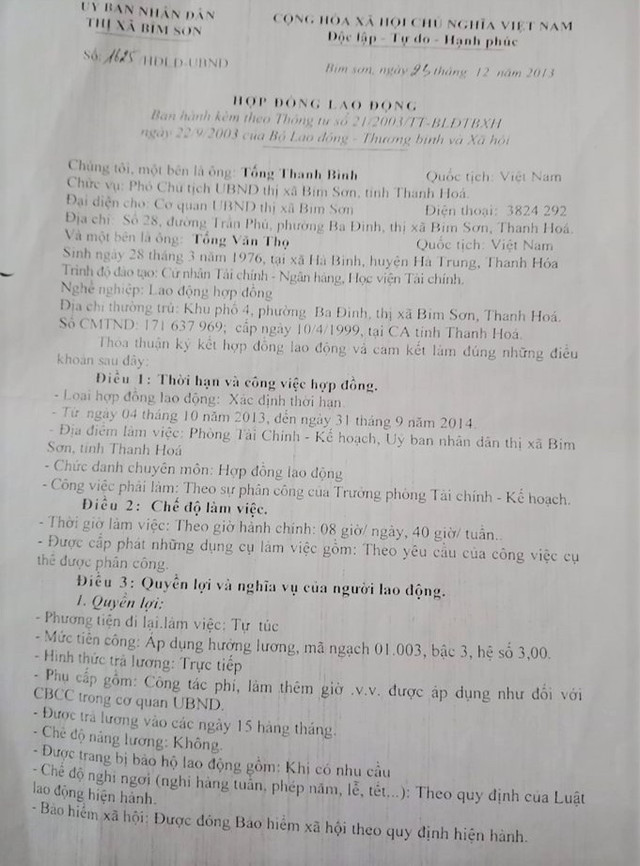 ỦY BAN NHÂN DÂN
THỊ XÃ BỈM SƠN
CỘNG HÒA XÃ HỘI CHỦ NGHĨA VIỆT NAM
Độc lập - Tự do - Hạnh phúc
Số: 1625/HĐLĐ-UBND
Bỉm sơn, ngày 25 tháng 12 năm 2013
HỢP ĐỒNG LAO ĐỘNG
Ban hành kèm theo Thông tư số 21/2003/TT-BLĐTBXH
ngày 22/9/2003 của Bộ Lao động - Thương binh và Xã hội
Chúng tôi, một bên là ông: Tống Thanh Bình Quốc tịch: Việt Nam
Chức vụ: Phó Chủ tịch UBND thị xã Bỉm Sơn, tỉnh Thanh Hoá.
Đại diện cho: Cơ quan UBND thị xã Bỉm Sơn Điện thoại: 3824 292
Địa chỉ: Số 28, đường Trần Phú, phường Ba Đình, thị xã Bỉm Sơn, Thanh Hoá.
Và một bên là ông: Tống Văn Thọ Quốc tịch: Việt Nam
Sinh ngày 28 tháng 3 năm 1976, tại xã Hà Bình, huyện Hà Trung, Thanh Hóa
Trình độ đào tạo: Cử nhân Tài chính - Ngân hàng, Học viện Tài chính.
Nghề nghiệp: Lao động hợp đồng
Địa chỉ thường trú: Khu phố 4, phường Ba Đình, thị xã Bỉm Sơn, Thanh Hoá.
Số CMTND: 171 637 969; cấp ngày 10/4/1999, tại CA tỉnh Thanh Hoá.
Thỏa thuận ký kết hợp đồng lao động và cam kết làm đúng những điều
khoản sau đây:
Điều 1: Thời hạn và công việc hợp đồng.
- Loại hợp đồng lao động: Xác định thời hạn.
- Từ ngày 04 tháng 10 năm 2013, đến ngày 31 tháng 9 năm 2014.
- Địa điểm làm việc: Phòng Tài Chính - Kế hoạch, Uỷ ban nhân dân thị xã Bỉm
Sơn, tỉnh Thanh Hoá
- Chức danh chuyên môn: Hợp đồng lao động
- Công việc phải làm: Theo sự phân công của Trưởng phòng Tài chính - Kế hoạch.
Điều 2: Chế độ làm việc.
- Thời giờ làm việc: Theo giờ hành chính: 08 giờ/ ngày, 40 giờ/ tuần..
- Được cấp phát những dụng cụ làm việc gồm: Theo yêu cầu của công việc cụ
thể được phân công.
Điều 3: Quyền lợi và nghĩa vụ của người lao động.
1. Quyền lợi:
- Phương tiện đi lại.làm việc: Tự túc
- Mức tiền công: Áp dụng hưởng lương, mã ngạch 01.003, bậc 3, hệ số 3,00.
- Hình thức trả lương: Trực tiếp
- Phụ cấp gồm: Công tác phí, làm thêm giờ .v.v. được áp dụng như đối với
CBCC trong cơ quan UBND.
- Được trả lương vào các ngày 15 hàng tháng.
- Chế độ nâng lương: Không.
- Được trang bị bảo hộ lao động gồm: Khi có nhu cầu
- Chế độ nghỉ ngơi (nghỉ hàng tuần, phép năm, lễ, tết...): Theo quy định của Luật
lao động hiện hành.
- Bảo hiểm xã hội: Được đóng Bảo hiểm xã hội theo quy định hiện hành.